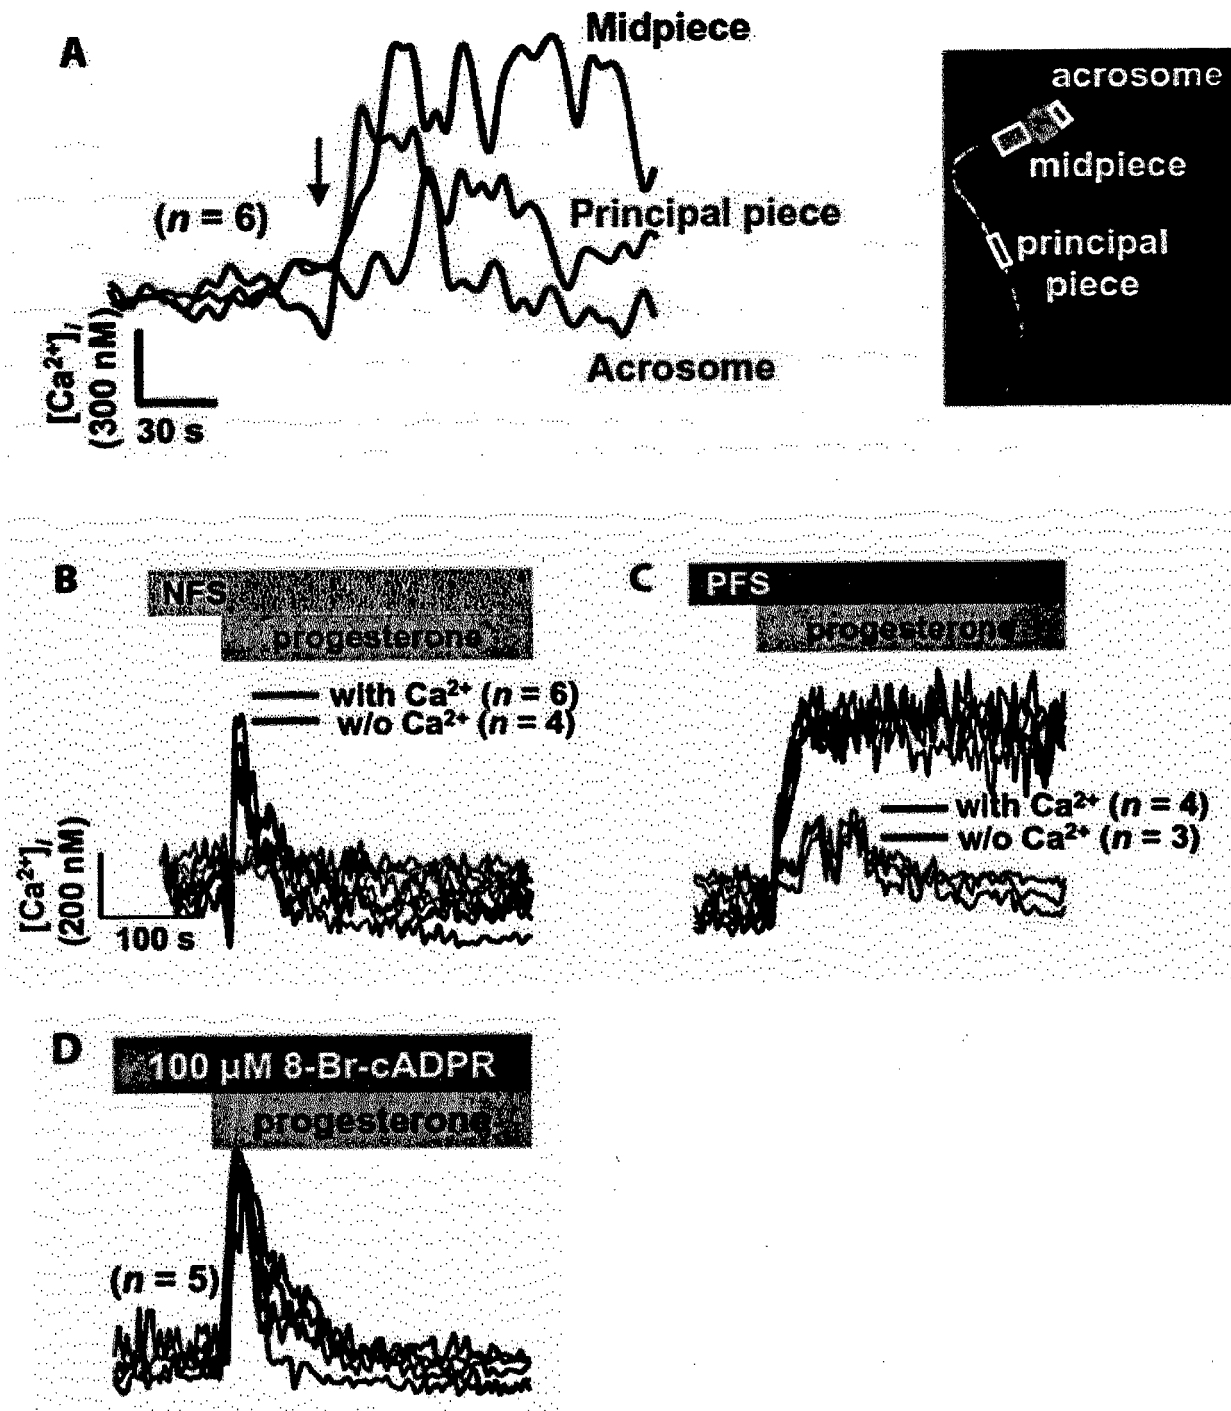 A
Midpiece
(n = 6)
Principal piece
Acrosome
[Ca²⁺]i
(300 nM)
30 s
acrosome
midpiece
principal
piece
B
NFS
progesterone
with Ca²⁺ (n = 6)
w/o Ca²⁺ (n = 4)
[Ca²⁺]i
(200 nM)
100 s
C
PFS
progesterone
with Ca²⁺ (n = 4)
w/o Ca²⁺ (n = 3)
D
100 µM 8-Br-cADPR
progesterone
(n = 5)